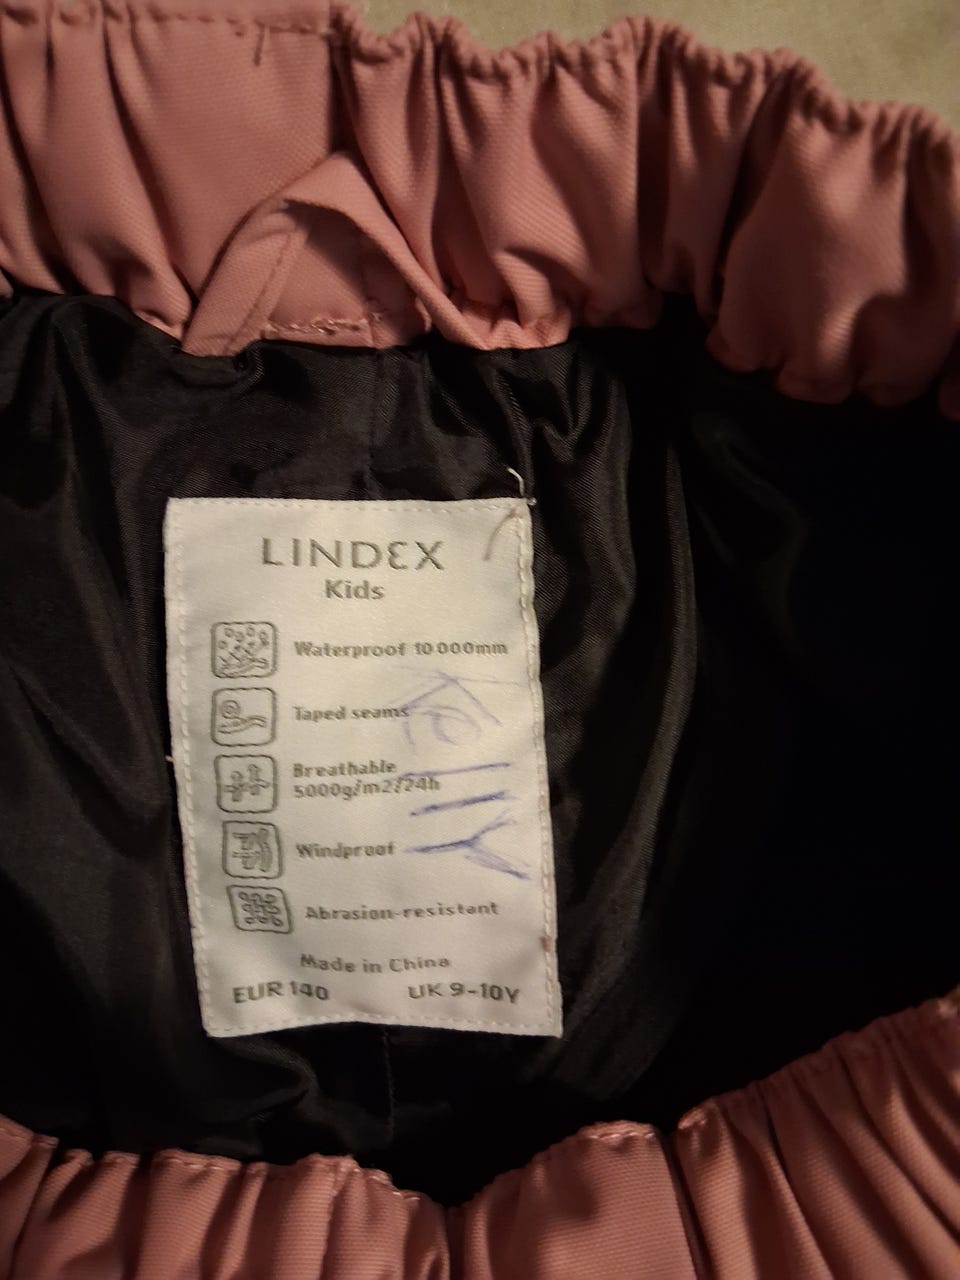 LINDEX
Kids
Waterproof 10 000mm
Taped seams
Breathable
5000g/m2/24h
Windproof
Abrasion-resistant
Made in China
EUR 140 UK 9-10Y